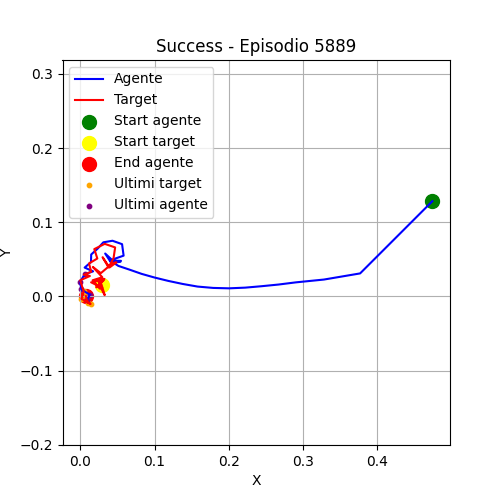 Success - Episodio 5889
Agente
Target
Start agente
Start target
End agente
Ultimi target
Ultimi agente
0.3
0.2
0.1
0.0
−0.1
−0.2
Y
0.0 0.1 0.2 0.3 0.4
X